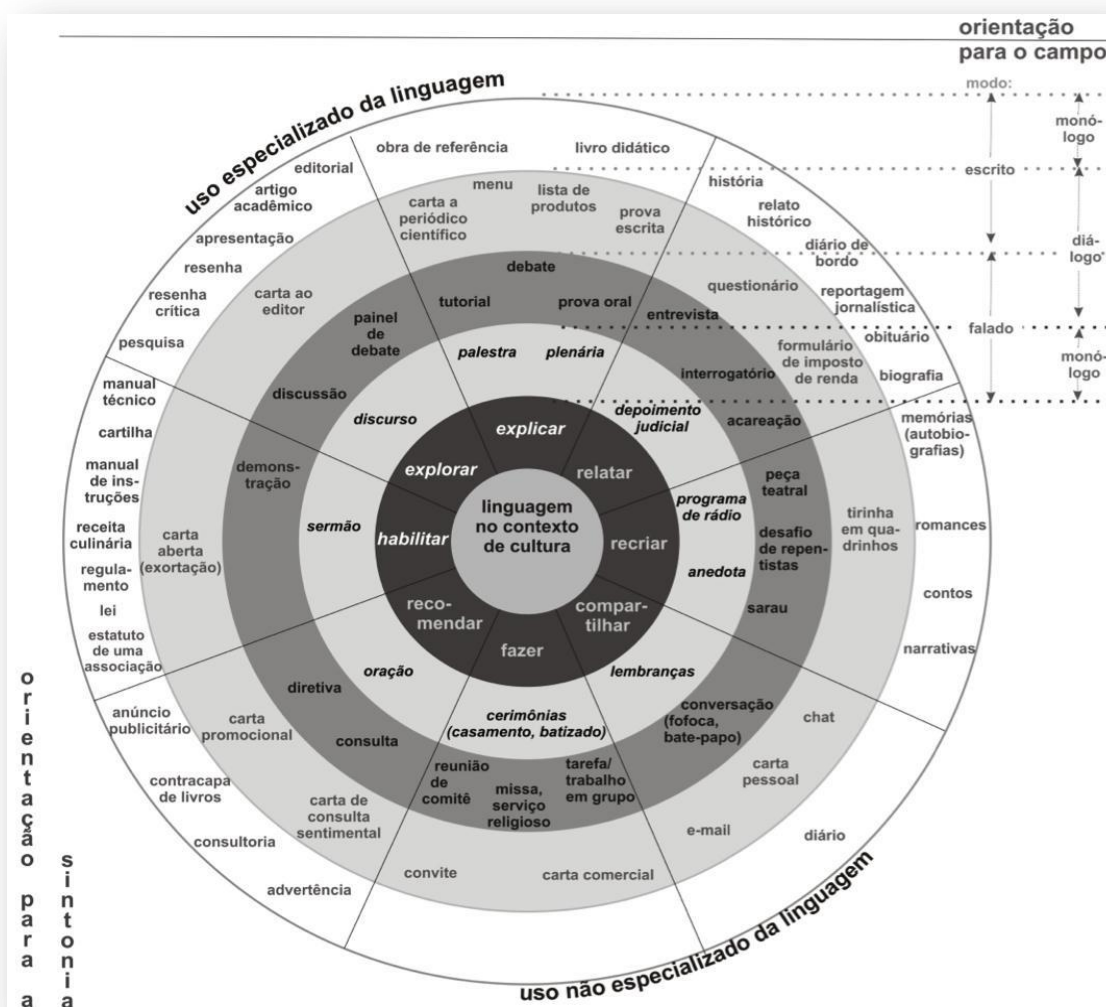 orientação
para o campo
modo:
uso especializado da linguagem
monó-
logo
escrito
diá-
logo
falado
monó-
logo
obra de referência
livro didático
editorial
artigo
acadêmico
apresentação
resenha
resenha
crítica
pesquisa
menu
carta a
periódico
científico
lista de
produtos
prova
escrita
carta ao
editor
debate
tutorial
prova oral
painel
de
debate
discussão
palestra
plenária
discurso
explicar
explorar
história
relato
histórico
diário de
bordo
reportagem
jornalística
obituário
biografia
questionário
formulário
de imposto
de renda
entrevista
interrogatório
acareação
depoimento
judicial
relatar
manual
técnico
cartilha
manual
de ins-
truções
receita
culinária
regula-
mento
lei
estatuto
de uma
associação
carta
aberta
(exortação)
demons-
tração
sermão
habilitar
linguagem
no contexto
de cultura
recriar
programa
de rádio
anedota
peça
teatral
desafio
de repen-
tistas
sarau
tirinha
em qua-
drinhos
memórias
(autobio-
grafias)
romances
contos
narrativas
reco-
mendar
fazer
compar-
tilhar
oração
lembranças
cerimônias
(casamento, batizado)
diretiva
consulta
carta
promocional
carta de
consulta
sentimental
anúncio
publicitário
contracapa
de livros
consultoria
advertência
reunião
de
comitê
missa,
serviço
religioso
tarefa/
trabalho
em grupo
convite
carta comercial
conversação
(fofoca,
bate-papo)
chat
carta
pessoal
e-mail
diário
uso não especializado da linguagem
orientação para a
sintonia